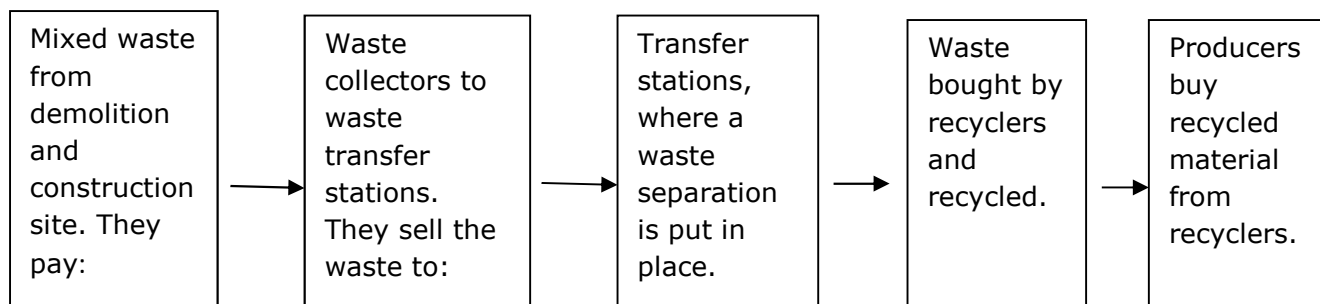 Mixed waste
from
demolition
and
construction
site. They
pay:
Waste
collectors to
waste
transfer
stations.
They sell the
waste to:
Transfer
stations,
where a
waste
separation
is put in
place.
Waste
bought by
recyclers
and
recycled.
Producers
buy
recycled
material
from
recyclers.